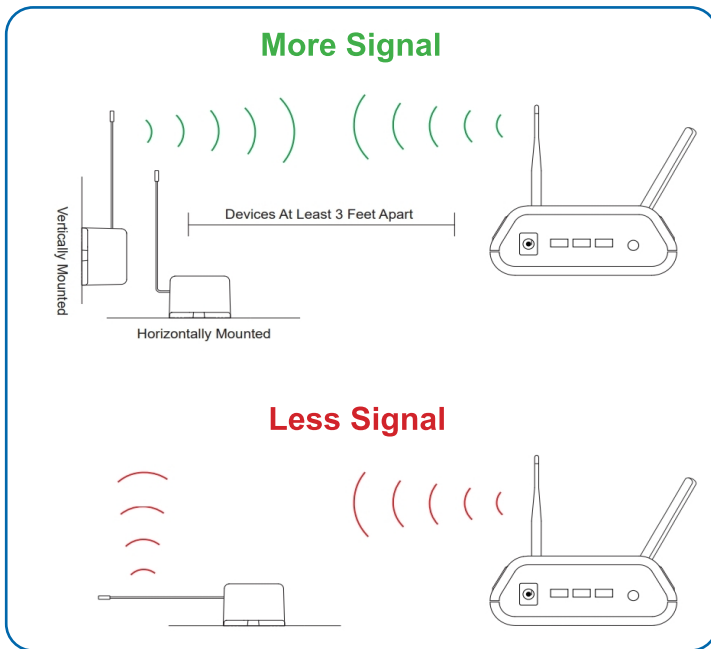 More Signal
Vertically Mounted
Devices At Least 3 Feet Apart
Horizontally Mounted
Less Signal